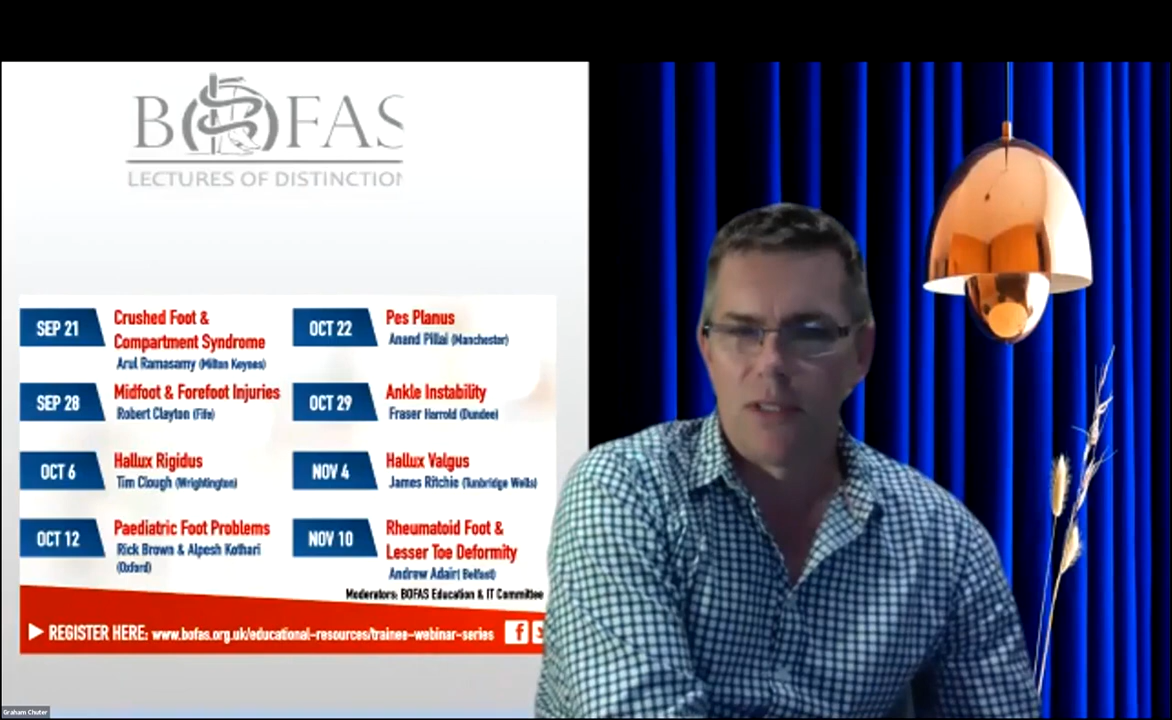 BOFAS
LECTURES OF DISTINCTION
SEP 21
Crushed Foot &
Compartment Syndrome
Arul Ramasamy (Milton Keynes)
SEP 28
Midfoot & Forefoot Injuries
Robert Clayton (Fife)
OCT 6
Hallux Rigidus
Tim Clough (Wrightington)
OCT 12
Paediatric Foot Problems
Rick Brown & Alpesh Kothari
(Oxford)
OCT 22
Pes Planus
Anand Pillai (Manchester)
OCT 29
Ankle Instability
Fraser Harrold (Dundee)
NOV 4
Hallux Valgus
James Ritchie (Tunbridge Wells)
NOV 10
Rheumatoid Foot &
Lesser Toe Deformity
Andrew Adair( Belfast)
Moderators: BOFAS Education & IT Committee
REGISTER HERE: www.bofas.org.uk/educational-resources/trainee-webinar-series
Graham Chuter